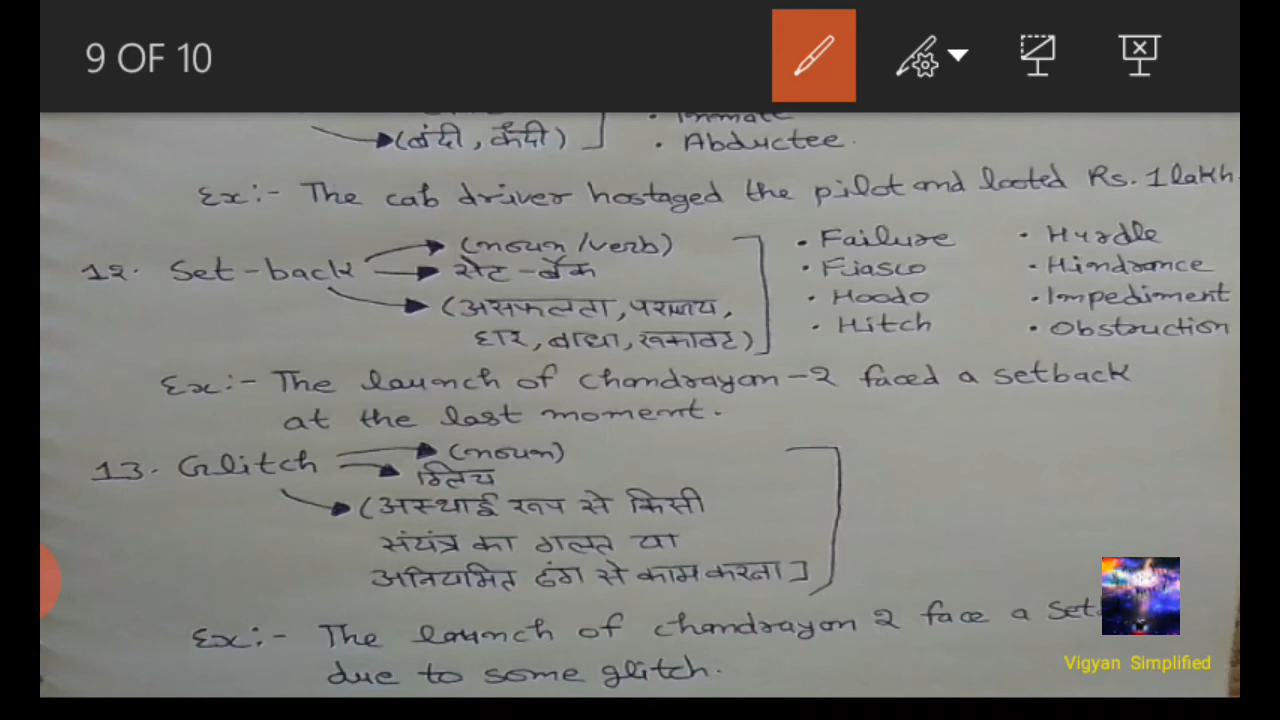 9 OF 10
→(बंदी, कैदी) • Inmate
• Abductee.
Ex:- The cab driver hostaged the pilot and looted Rs. 1 lakh.
12. Set-back → (noun/verb)
→ सेट-बैक
→ (असफलता, पराजय,
हार, बाधा, रूकावट)
• Failure • Hurdle
• Fiasco • Hindrance
• Hoodo • Impediment
• Hitch • Obstruction
Ex:- The launch of chandrayan-2 faced a setback
at the last moment.
13. Glitch → (noun)
→ ग्लिच
→ (अस्थाई रूप से किसी
संयंत्र का गलत या
अनियमित ढंग से काम करना]
Ex:- The launch of chandrayan 2 face a
due to some glitch.
Vigyan Simplified